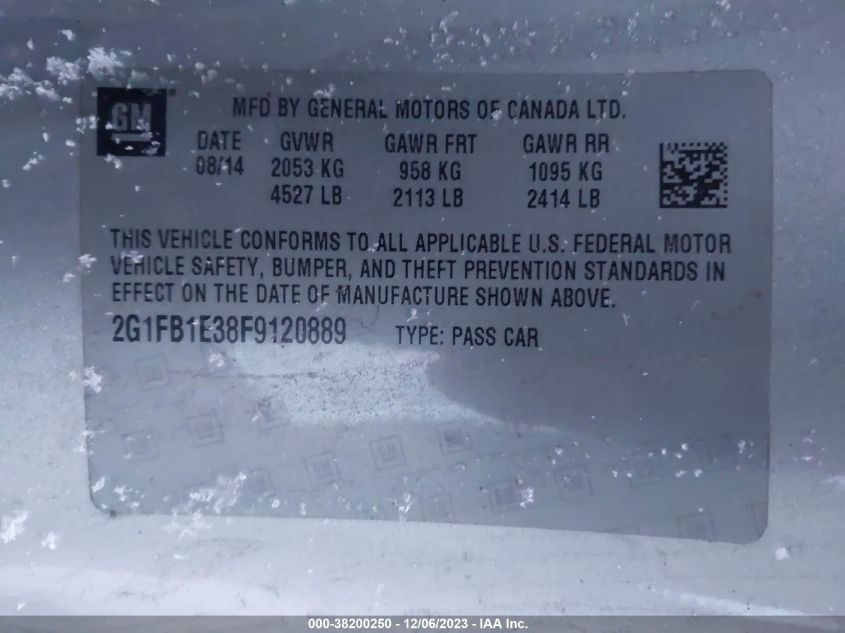 GM
MFD BY GENERAL MOTORS OF CANADA LTD.
DATE GVWR GAWR FRT GAWR RR
08/14 2053 KG 958 KG 1095 KG
4527 LB 2113 LB 2414 LB
THIS VEHICLE CONFORMS TO ALL APPLICABLE U.S. FEDERAL MOTOR
VEHICLE SAFETY, BUMPER, AND THEFT PREVENTION STANDARDS IN
EFFECT ON THE DATE OF MANUFACTURE SHOWN ABOVE.
2G1FB1E38F9120889 TYPE: PASS CAR
000-38200250 - 12/06/2023 - IAA Inc.